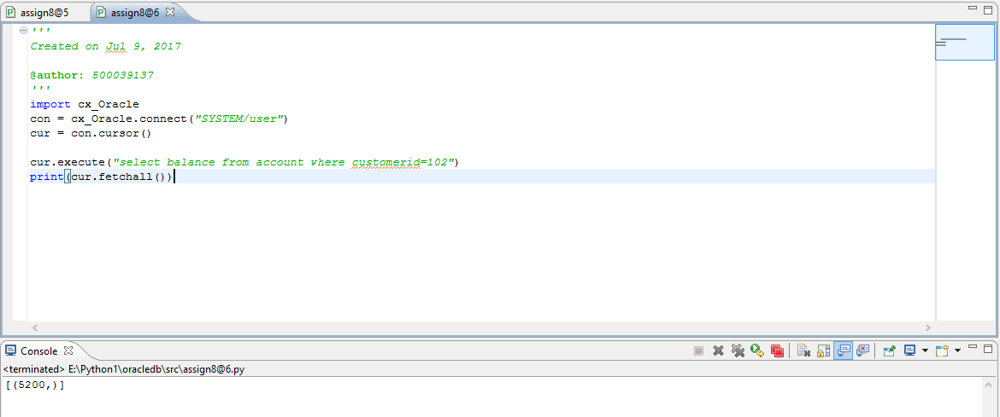 assign8@5
assign8@6
'''
Created on Jul 9, 2017
@author: 500039137
'''
import cx_Oracle
con = cx_Oracle.connect("SYSTEM/user")
cur = con.cursor()
cur.execute("select balance from account where customerid=102")
print(cur.fetchall())
Console
<terminated> E:\Python1\oracledb\src\assign8@6.py
[(5200,)]